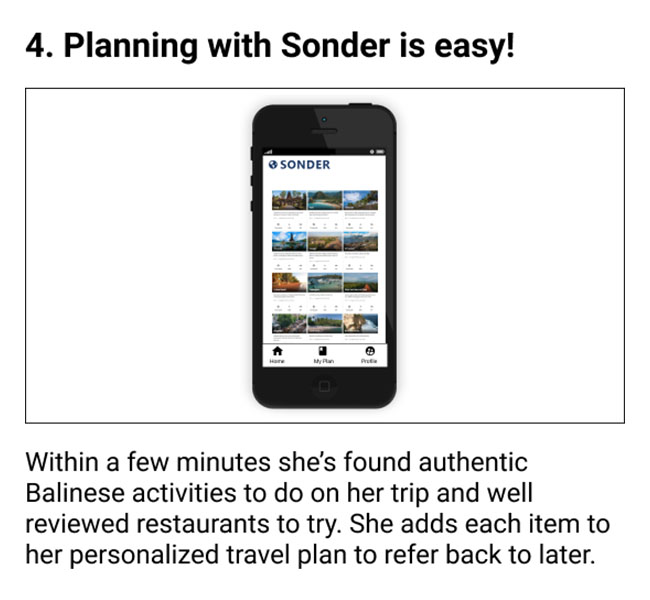 4. Planning with Sonder is easy!
SONDER
Home
My Plan
Profile
Within a few minutes she’s found authentic
Balinese activities to do on her trip and well
reviewed restaurants to try. She adds each item to
her personalized travel plan to refer back to later.